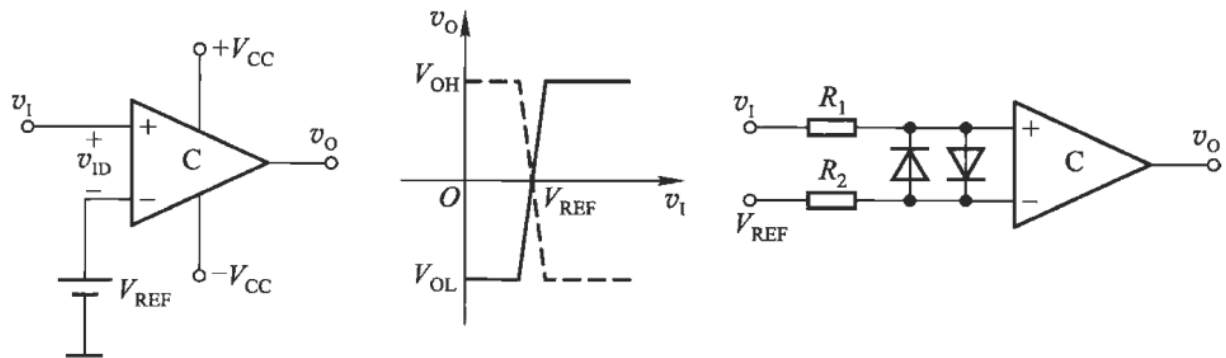 +V_CC
v_I
+
+
v_ID
C
v_O
−
−
−V_CC
V_REF
v_O
V_OH
O
V_REF
v_I
V_OL
v_I
R_1
+
C
v_O
R_2
−
V_REF